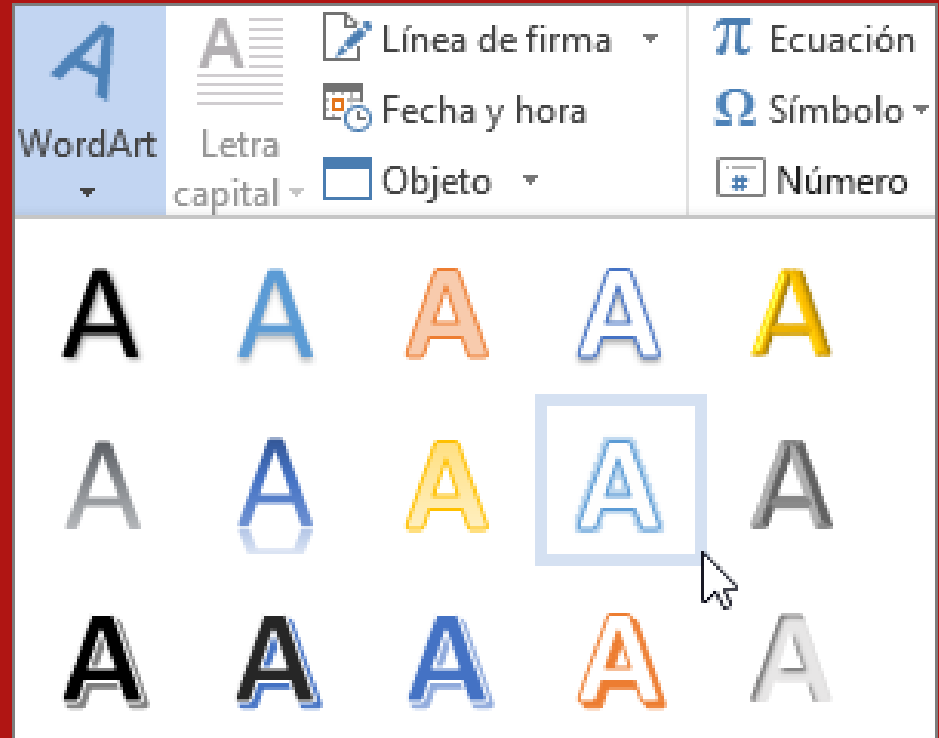 Línea de firma
π Ecuación
Fecha y hora
Ω Símbolo
WordArt
Letra
capital
Objeto
# Número
A A A A A
A A A A A
A A A A A